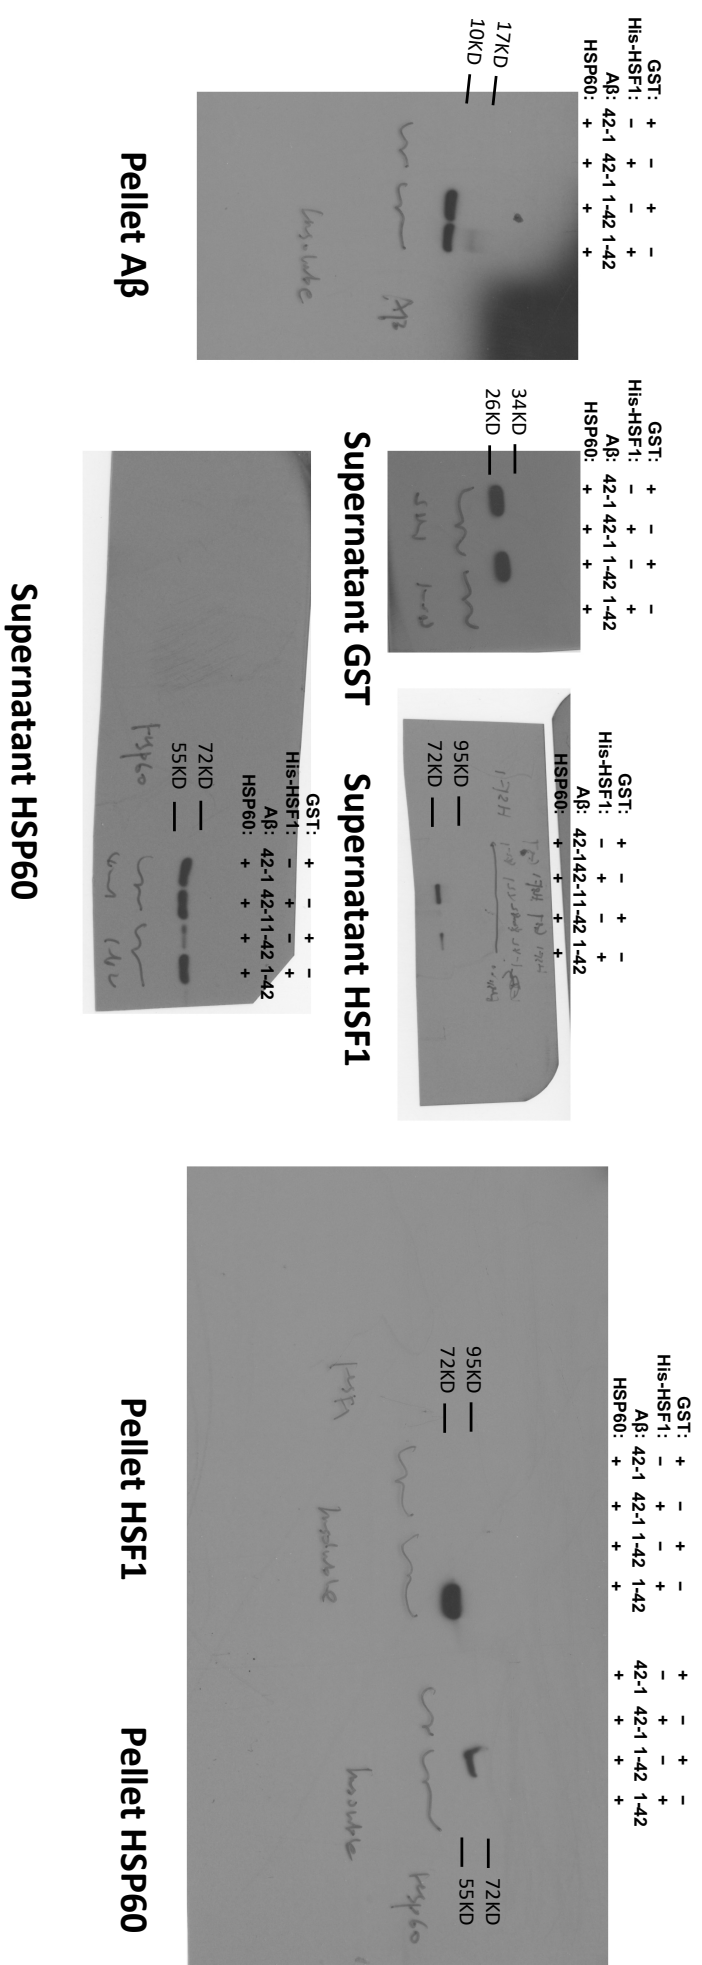 GST: + - + -
His-HSF1: - + - +
Aβ: 42-1 42-1 1-42 1-42
HSP60: + + + +
17KD
10KD
Aβ
Insoluble
Pellet Aβ
GST: + - + -
His-HSF1: - + - +
Aβ: 42-1 42-1 1-42 1-42
HSP60: + + + +
34KD
26KD
Supernatant GST
GST: + - + -
His-HSF1: - + - +
Aβ: 42-1 42-1 1-42 1-42
HSP60: + + + +
95KD
72KD
Supernatant HSF1
GST: + - + -
His-HSF1: - + - +
Aβ: 42-1 42-1 1-42 1-42
HSP60: + + + +
72KD
55KD
Hsp60
Supernatant HSP60
GST: + - + -
His-HSF1: - + - +
Aβ: 42-1 42-1 1-42 1-42
HSP60: + + + +
95KD
72KD
Hsf1
Insoluble
Pellet HSF1
+ - + -
- + - +
42-1 42-1 1-42 1-42
+ + + +
72KD
55KD
Hsp60
Insoluble
Pellet HSP60